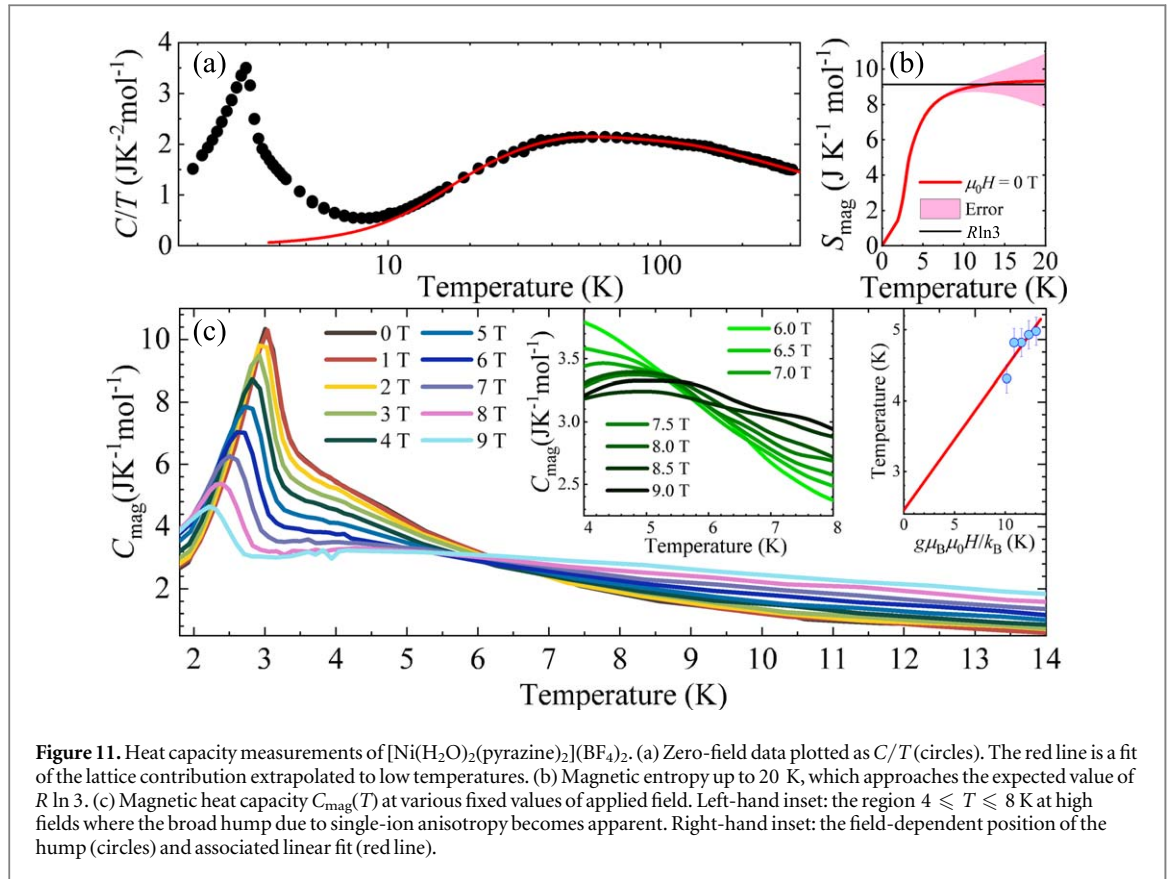 (a)
C/T (JK⁻²mol⁻¹)
4
3
2
1
0
10
100
Temperature (K)
(b)
S_mag (J K⁻¹ mol⁻¹)
10
8
6
4
2
0
μ₀H = 0 T
Error
Rln3
0 5 10 15 20
Temperature (K)
(c)
C_mag(JK⁻¹mol⁻¹)
10
8
6
4
2
0 T 5 T
1 T 6 T
2 T 7 T
3 T 8 T
4 T 9 T
2 3 4 5 6 7 8 9 10 11 12 13 14
Temperature (K)
C_mag(JK⁻¹mol⁻¹)
3.5
3.0
2.5
6.0 T
6.5 T
7.0 T
7.5 T
8.0 T
8.5 T
9.0 T
4 5 6 7 8
Temperature (K)
Temperature (K)
5
4
3
0 5 10
gμ_Bμ₀H/k_B (K)
Figure 11. Heat capacity measurements of [Ni(H₂O)₂(pyrazine)₂](BF₄)₂. (a) Zero-field data plotted as C/T (circles). The red line is a fit
of the lattice contribution extrapolated to low temperatures. (b) Magnetic entropy up to 20 K, which approaches the expected value of
R ln 3. (c) Magnetic heat capacity C_mag(T) at various fixed values of applied field. Left-hand inset: the region 4 ⩽ T ⩽ 8 K at high
fields where the broad hump due to single-ion anisotropy becomes apparent. Right-hand inset: the field-dependent position of the
hump (circles) and associated linear fit (red line).